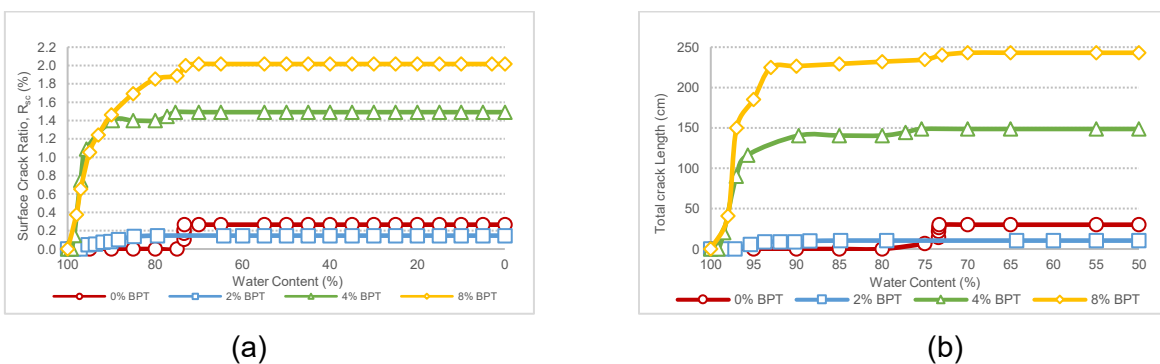 Surface Crack Ratio, Rsc (%)
2.2
2.0
1.8
1.6
1.4
1.2
1.0
0.8
0.6
0.4
0.2
0.0
100 80 60 40 20 0
Water Content (%)
0% BPT 2% BPT 4% BPT 8% BPT
(a)
Total crack Length (cm)
250
200
150
100
50
0
100 95 90 85 80 75 70 65 60 55 50
Water Content (%)
0% BPT 2% BPT 4% BPT 8% BPT
(b)